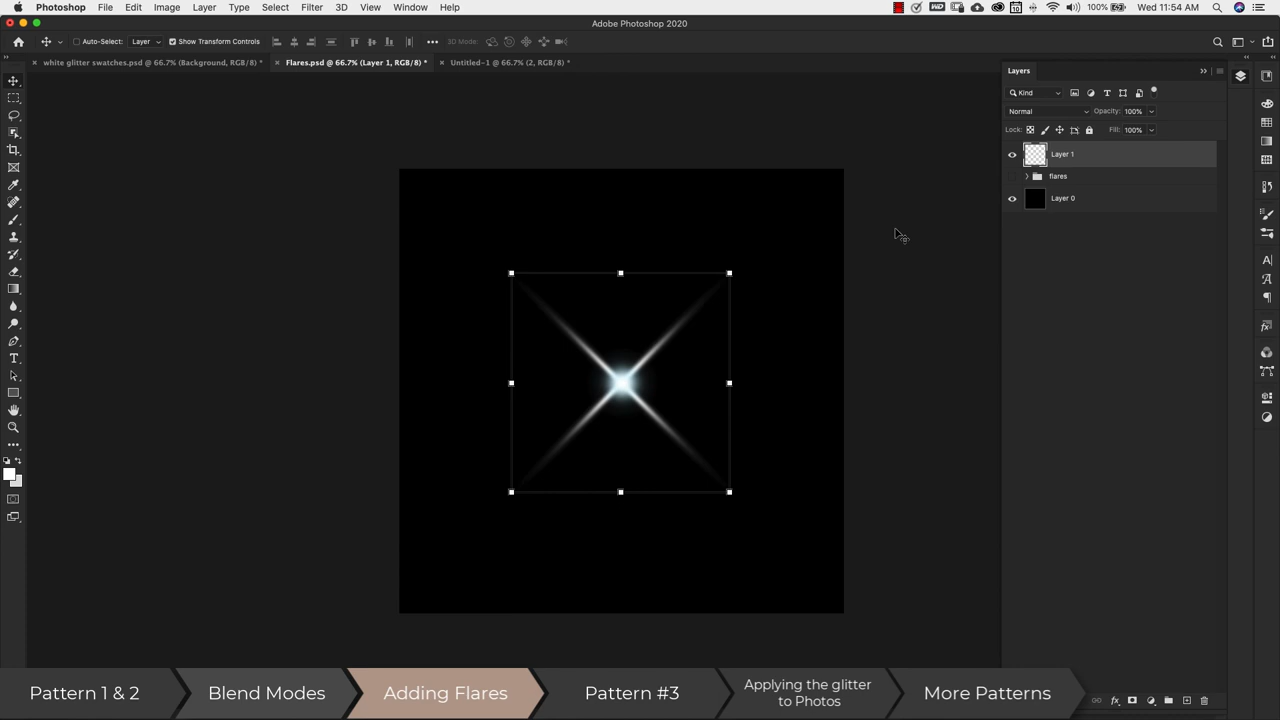 Photoshop File Edit Image Layer Type Select Filter 3D View Window Help 100% Wed 11:54 AM
Adobe Photoshop 2020
Auto-Select: Layer Show Transform Controls 3D Mode:
white glitter swatches.psd @ 66.7% (Background, RGB/8) * Flares.psd @ 66.7% (Layer 1, RGB/8) * Untitled-1 @ 66.7% (2, RGB/8) *
Layers
Kind
Normal Opacity: 100%
Lock: Fill: 100%
Layer 1
flares
Layer 0
Pattern 1 & 2 Blend Modes Adding Flares Pattern #3 Applying the glitter
to Photos More Patterns